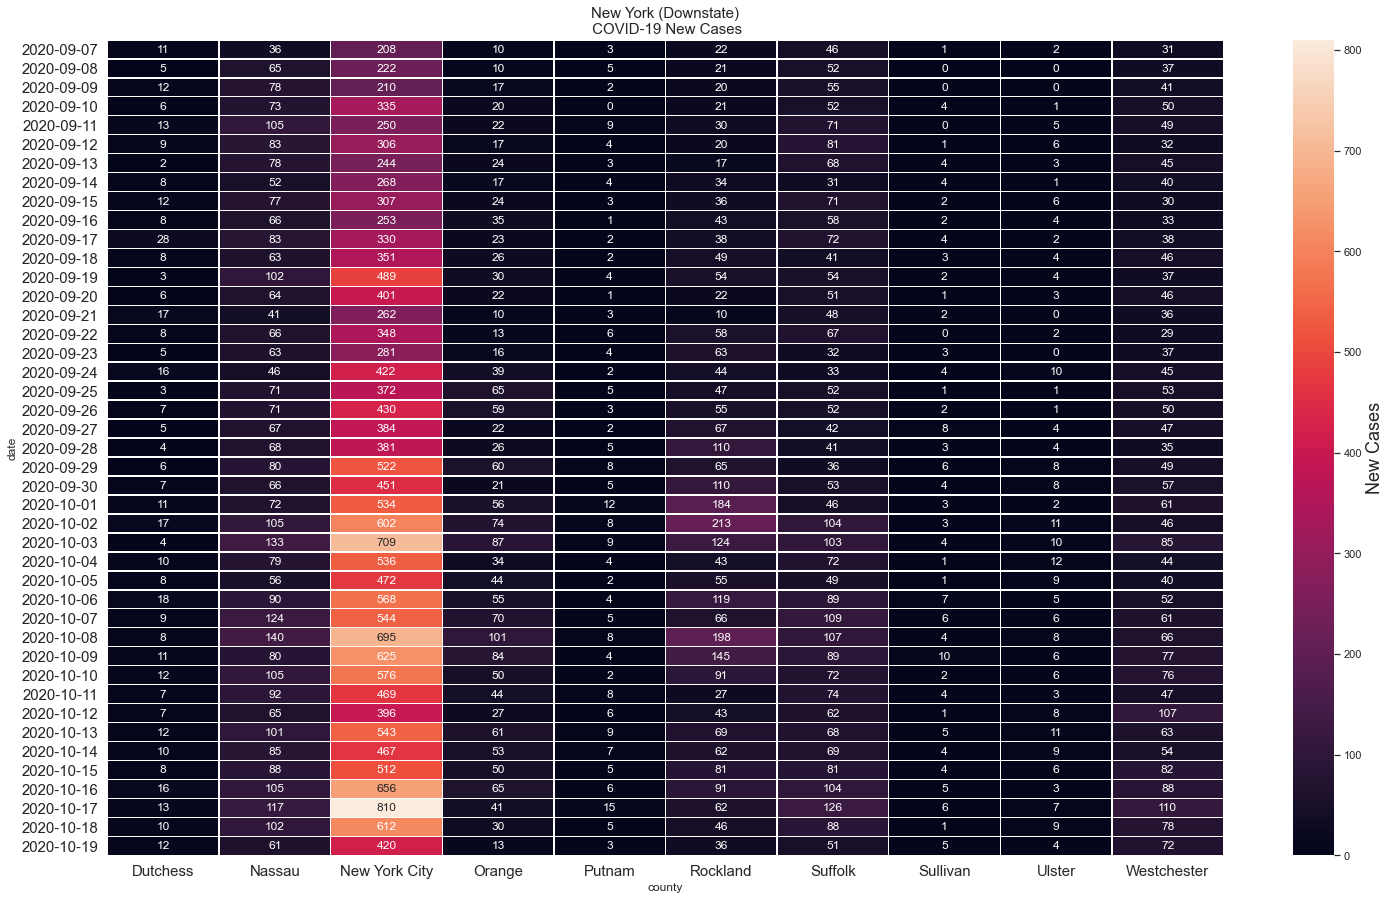 New York (Downstate)
COVID-19 New Cases
2020-09-07 11 36 208 10 3 22 46 1 2 31
2020-09-08 5 65 222 10 5 21 52 0 0 37
2020-09-09 12 78 210 17 2 20 55 0 0 41
2020-09-10 6 73 335 20 0 21 52 4 1 50
2020-09-11 13 105 250 22 9 30 71 0 5 49
2020-09-12 9 83 306 17 4 20 81 1 6 32
2020-09-13 2 78 244 24 3 17 68 4 3 45
2020-09-14 8 52 268 17 4 34 31 4 1 40
2020-09-15 12 77 307 24 3 36 71 2 6 30
2020-09-16 8 66 253 35 1 43 58 2 4 33
2020-09-17 28 83 330 23 2 38 72 4 2 38
2020-09-18 8 63 351 26 2 49 41 3 4 46
2020-09-19 3 102 489 30 4 54 54 2 4 37
2020-09-20 6 64 401 22 1 22 51 1 3 46
2020-09-21 17 41 262 10 3 10 48 2 0 36
2020-09-22 8 66 348 13 6 58 67 0 2 29
2020-09-23 5 63 281 16 4 63 32 3 0 37
2020-09-24 16 46 422 39 2 44 33 4 10 45
2020-09-25 3 71 372 65 5 47 52 1 1 53
2020-09-26 7 71 430 59 3 55 52 2 1 50
2020-09-27 5 67 384 22 2 67 42 8 4 47
2020-09-28 4 68 381 26 5 110 41 3 4 35
2020-09-29 6 80 522 60 8 65 36 6 8 49
2020-09-30 7 66 451 21 5 110 53 4 8 57
2020-10-01 11 72 534 56 12 184 46 3 2 61
2020-10-02 17 105 602 74 8 213 104 3 11 46
2020-10-03 4 133 709 87 9 124 103 4 10 85
2020-10-04 10 79 536 34 4 43 72 1 12 44
2020-10-05 8 56 472 44 2 55 49 1 9 40
2020-10-06 18 90 568 55 4 119 89 7 5 52
2020-10-07 9 124 544 70 5 66 109 6 6 61
2020-10-08 8 140 695 101 8 198 107 4 8 66
2020-10-09 11 80 625 84 4 145 89 10 6 77
2020-10-10 12 105 576 50 2 91 72 2 6 76
2020-10-11 7 92 469 44 8 27 74 4 3 47
2020-10-12 7 65 396 27 6 43 62 1 8 107
2020-10-13 12 101 543 61 9 69 68 5 11 63
2020-10-14 10 85 467 53 7 62 69 4 9 54
2020-10-15 8 88 512 50 5 81 81 4 6 82
2020-10-16 16 105 656 65 6 91 104 5 3 88
2020-10-17 13 117 810 41 15 62 126 6 7 110
2020-10-18 10 102 612 30 5 46 88 1 9 78
2020-10-19 12 61 420 13 3 36 51 5 4 72
Dutchess Nassau New York City Orange Putnam Rockland Suffolk Sullivan Ulster Westchester
county
date
800
700
600
500
400
300
200
100
0
New Cases